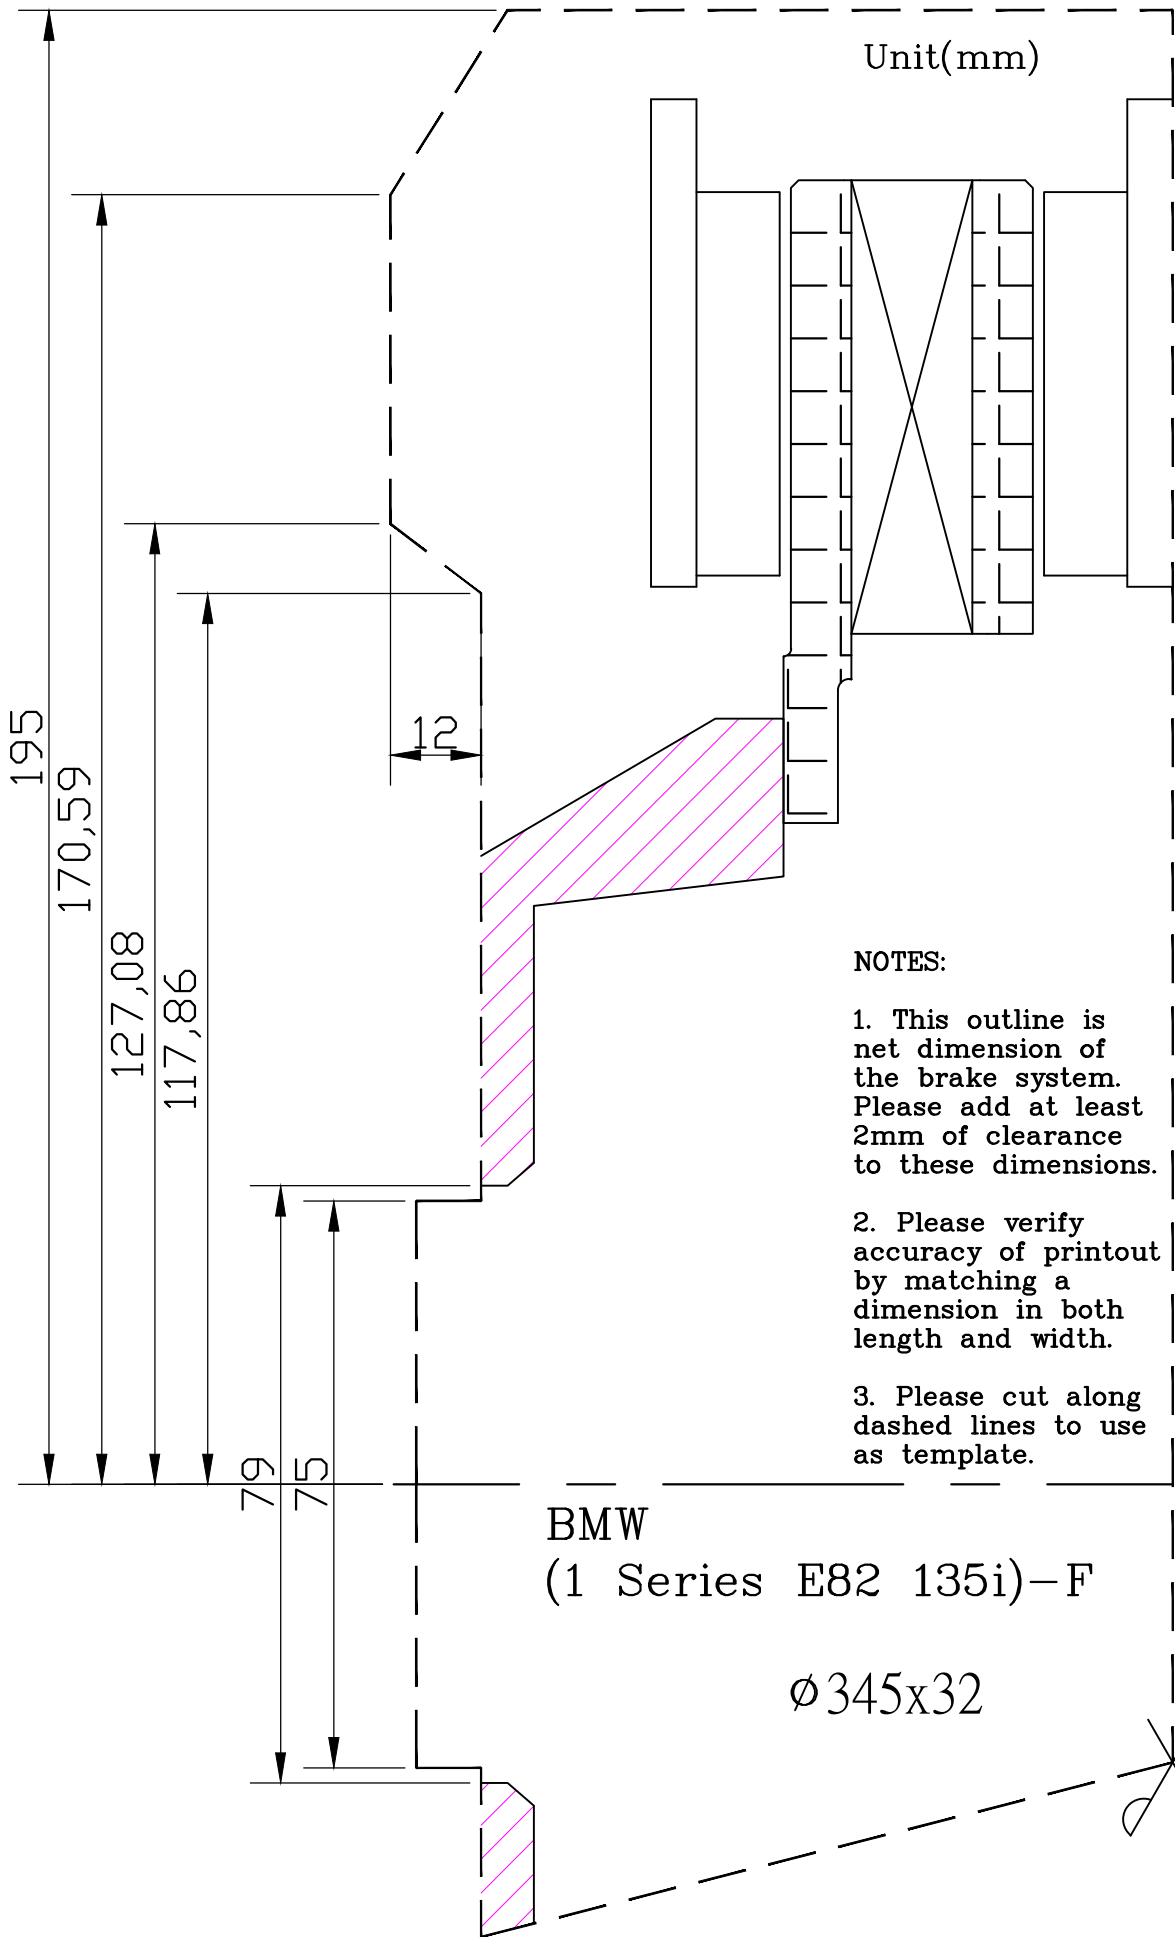 Unit(mm)
195
170,59
127,08
117,86
12
79
75
NOTES:
1. This outline is
net dimension of
the brake system.
Please add at least
2mm of clearance
to these dimensions.
2. Please verify
accuracy of printout
by matching a
dimension in both
length and width.
3. Please cut along
dashed lines to use
as template.
BMW
(1 Series E82 135i)-F
ϕ345x32